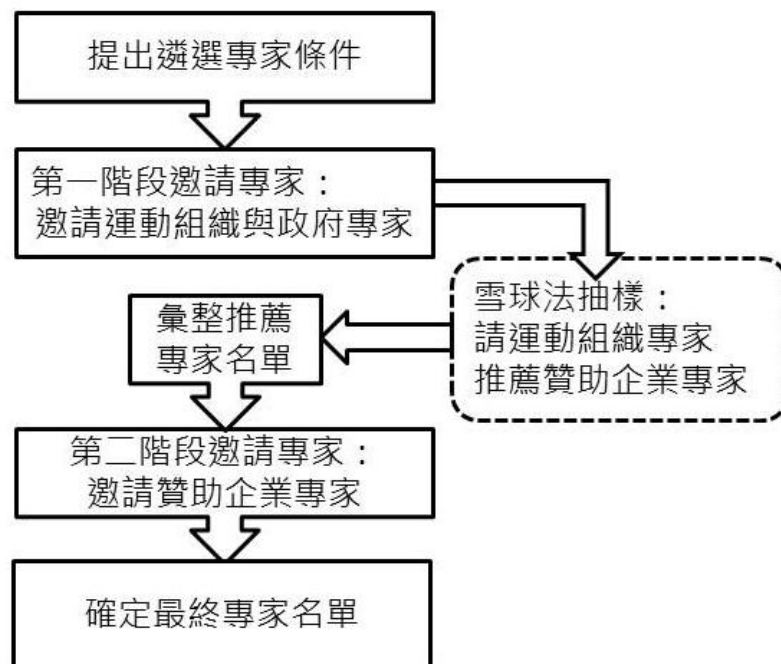 提出遴選專家條件
第一階段邀請專家：
邀請運動組織與政府專家
雪球法抽樣：
請運動組織專家
推薦贊助企業專家
彙整推薦
專家名單
第二階段邀請專家：
邀請贊助企業專家
確定最終專家名單